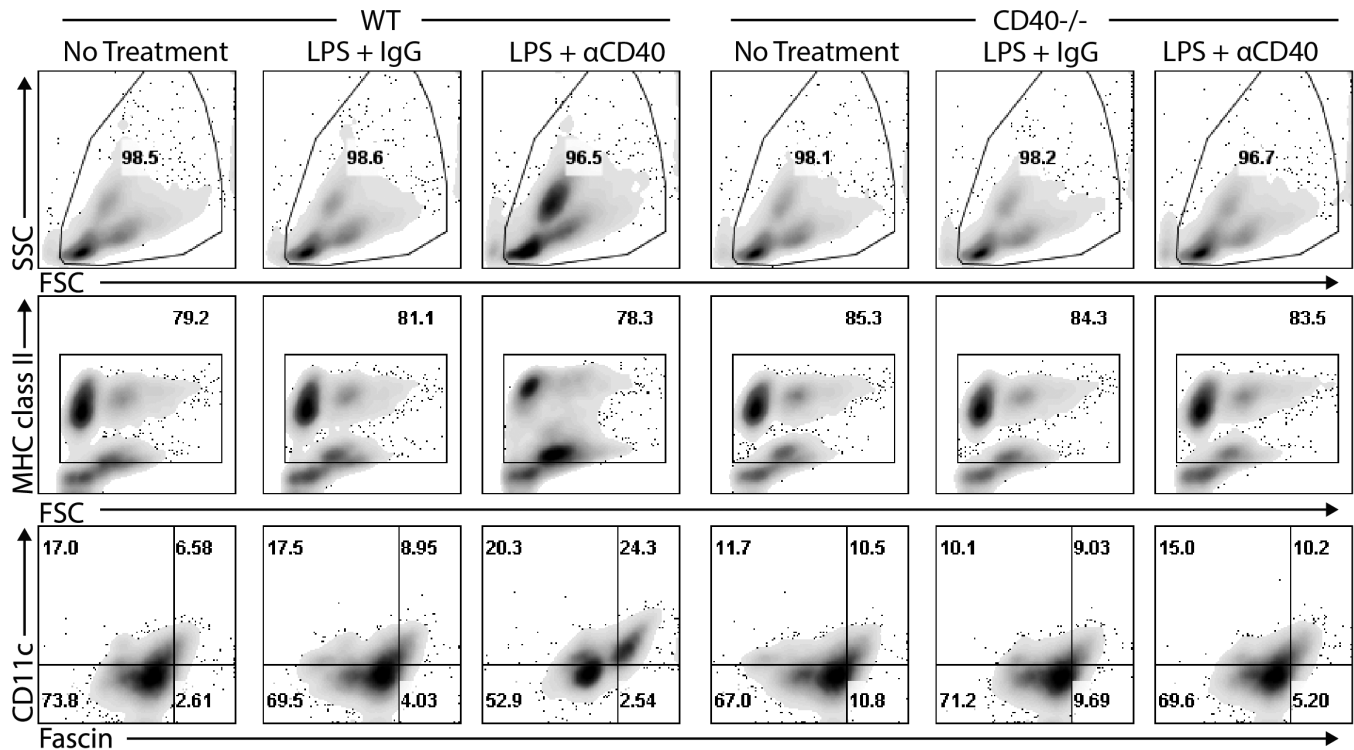 WT CD40-/-
No Treatment LPS + IgG LPS + αCD40 No Treatment LPS + IgG LPS + αCD40
SSC
98.5 98.6 96.5 98.1 98.2 96.7
FSC
MHC class II
79.2 81.1 78.3 85.3 84.3 83.5
FSC
CD11c
17.0 6.58 17.5 8.95 20.3 24.3 11.7 10.5 10.1 9.03 15.0 10.2
73.8 2.61 69.5 4.03 52.9 2.54 67.0 10.8 71.2 9.69 69.6 5.20
Fascin